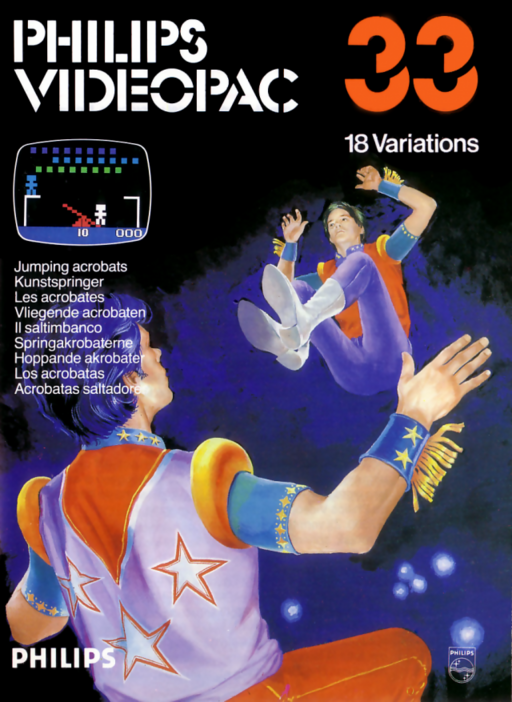 PHILIPS
VIDEOPAC
33
18 Variations
10 000
Jumping acrobats
Kunstspringer
Les acrobates
Vliegende acrobaten
Il saltimbanco
Springakrobaterne
Hoppande akrobater
Los acrobatas
Acrobatas saltadores
PHILIPS
PHILIPS